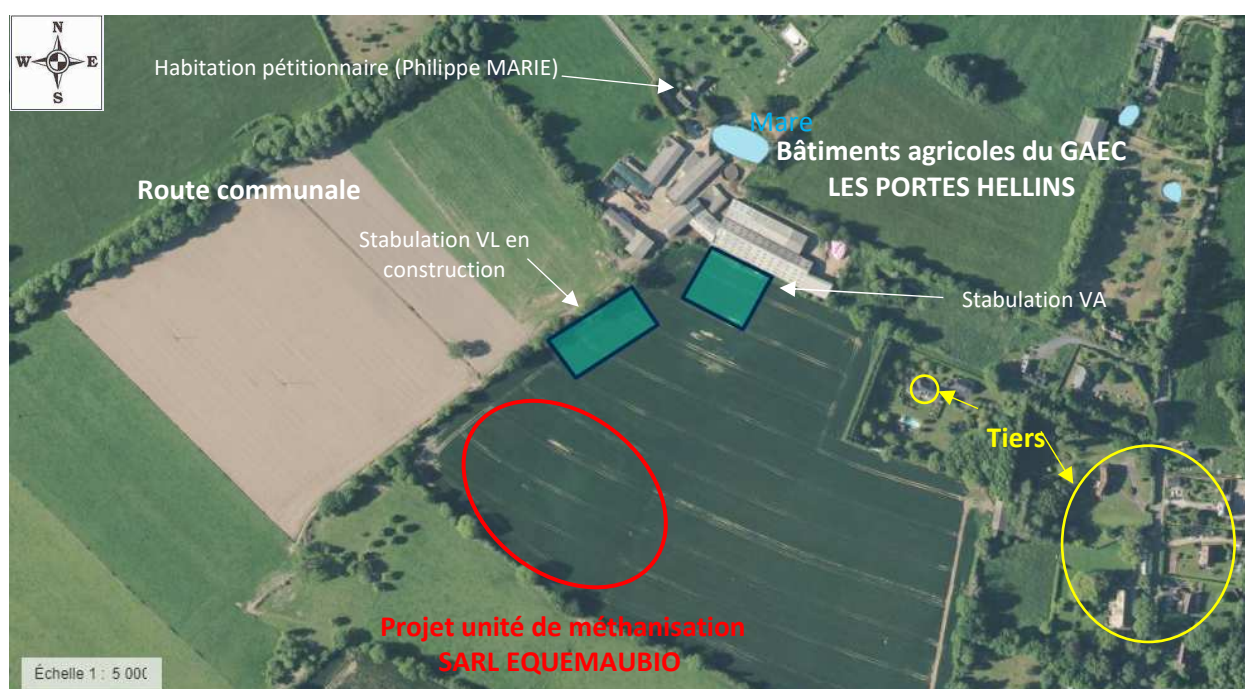 N
W E
S
Habitation pétitionnaire (Philippe MARIE)
Mare
Bâtiments agricoles du GAEC
LES PORTES HELLINS
Route communale
Stabulation VL en
construction
Stabulation VA
Tiers
Projet unité de méthanisation
SARL EQUEMAUBIO
Échelle 1 : 5 000